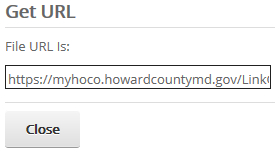 Get URL
File URL Is:
https://myhoco.howardcountymd.gov/Link
Close